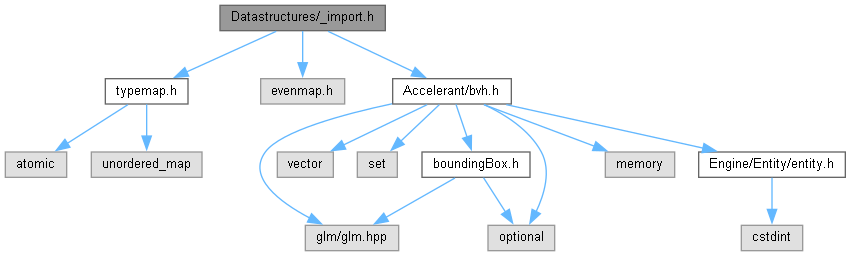 Datastructures/_import.h
typemap.h
evenmap.h
Accelerant/bvh.h
atomic
unordered_map
vector
set
boundingBox.h
memory
Engine/Entity/entity.h
glm/glm.hpp
optional
cstdint